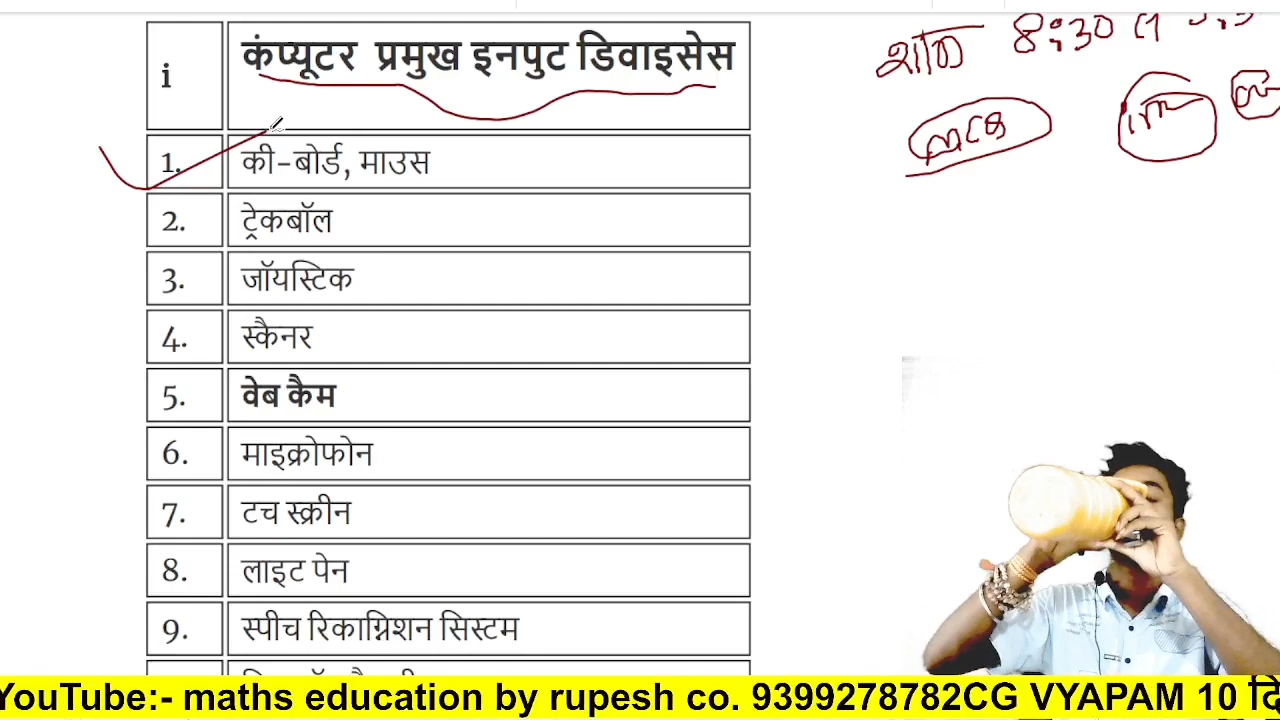 i
कंप्यूटर प्रमुख इनपुट डिवाइसेस
1. की-बोर्ड, माउस
2. ट्रेकबॉल
3. जॉयस्टिक
4. स्कैनर
5. वेब कैम
6. माइक्रोफोन
7. टच स्क्रीन
8. लाइट पेन
9. स्पीच रिकाग्निशन सिस्टम
8:30
YouTube:- maths education by rupesh co. 9399278782CG VYAPAM 10